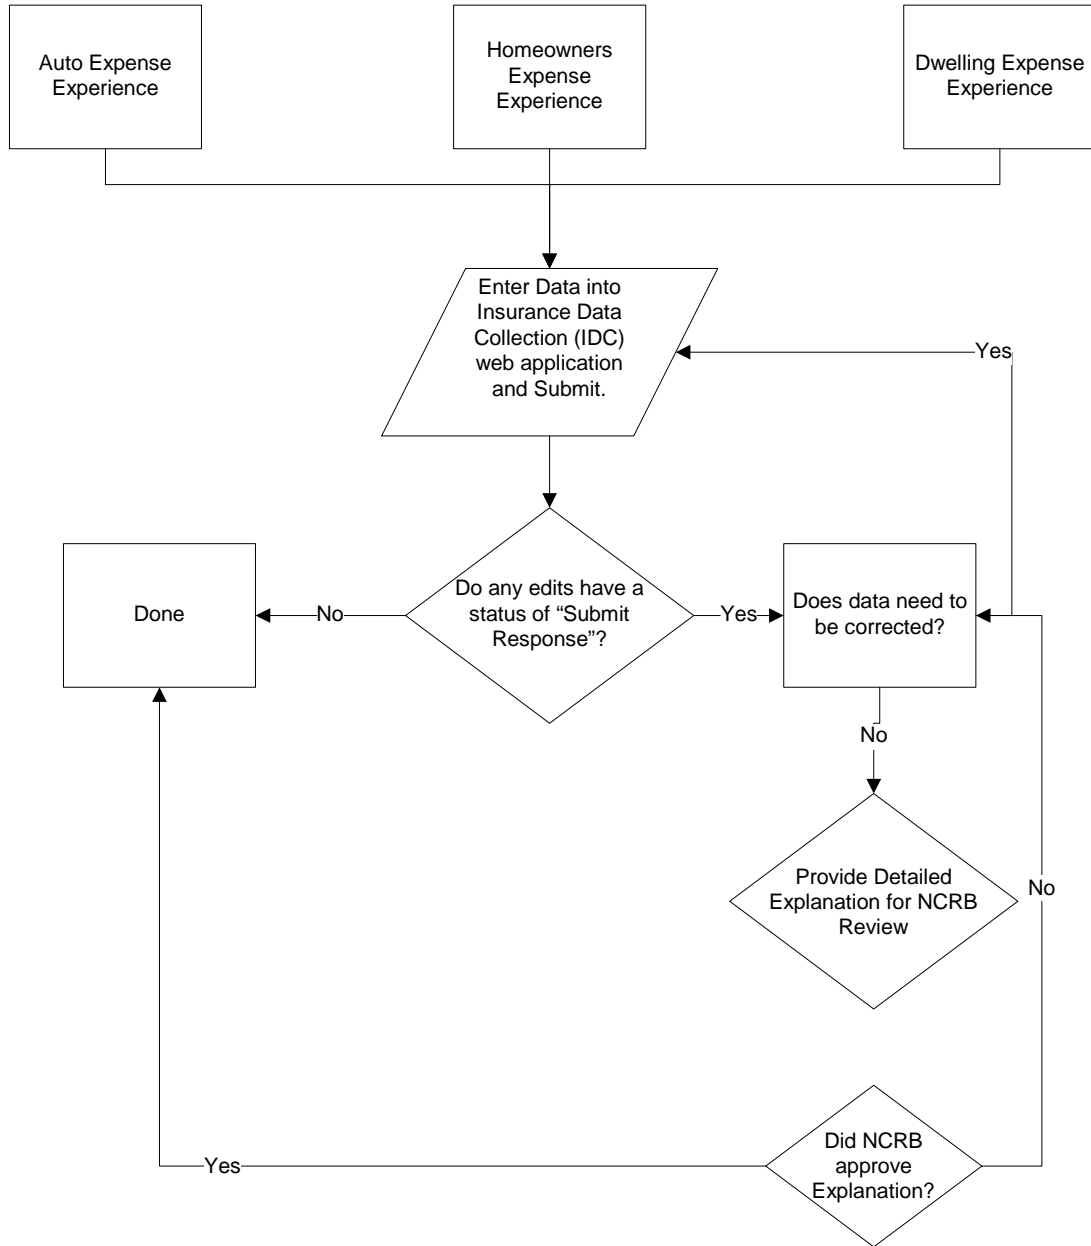 Auto Expense
Experience
Homeowners
Expense
Experience
Dwelling Expense
Experience
Enter Data into
Insurance Data
Collection (IDC)
web application
and Submit.
Yes
Done
No
Do any edits have a
status of “Submit
Response”?
Yes
Does data need to
be corrected?
No
Provide Detailed
Explanation for NCRB
Review
No
Yes
Did NCRB
approve
Explanation?